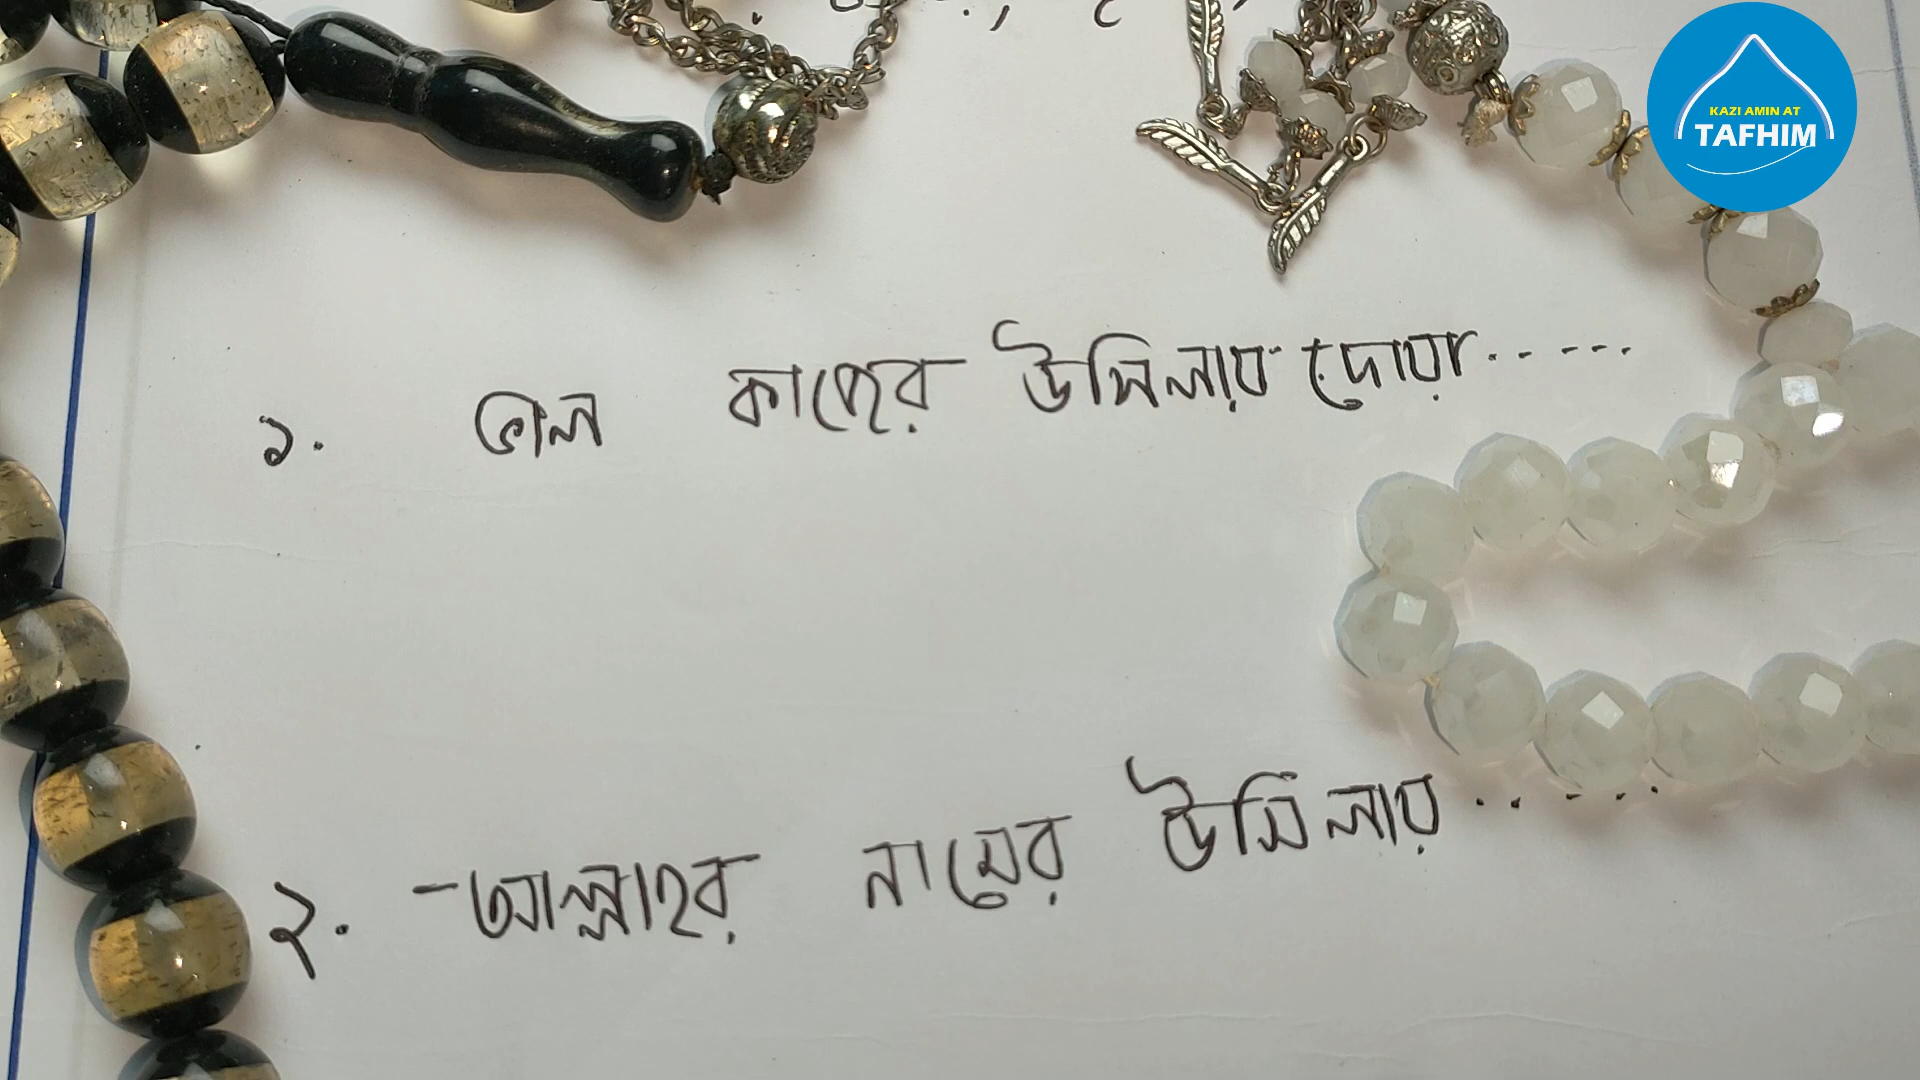 KAZI AMIN AT
TAFHIM
১. ভাল কাজের উসিলায় দোয়া.....
২. আল্লাহর নামের উসিলায়.....